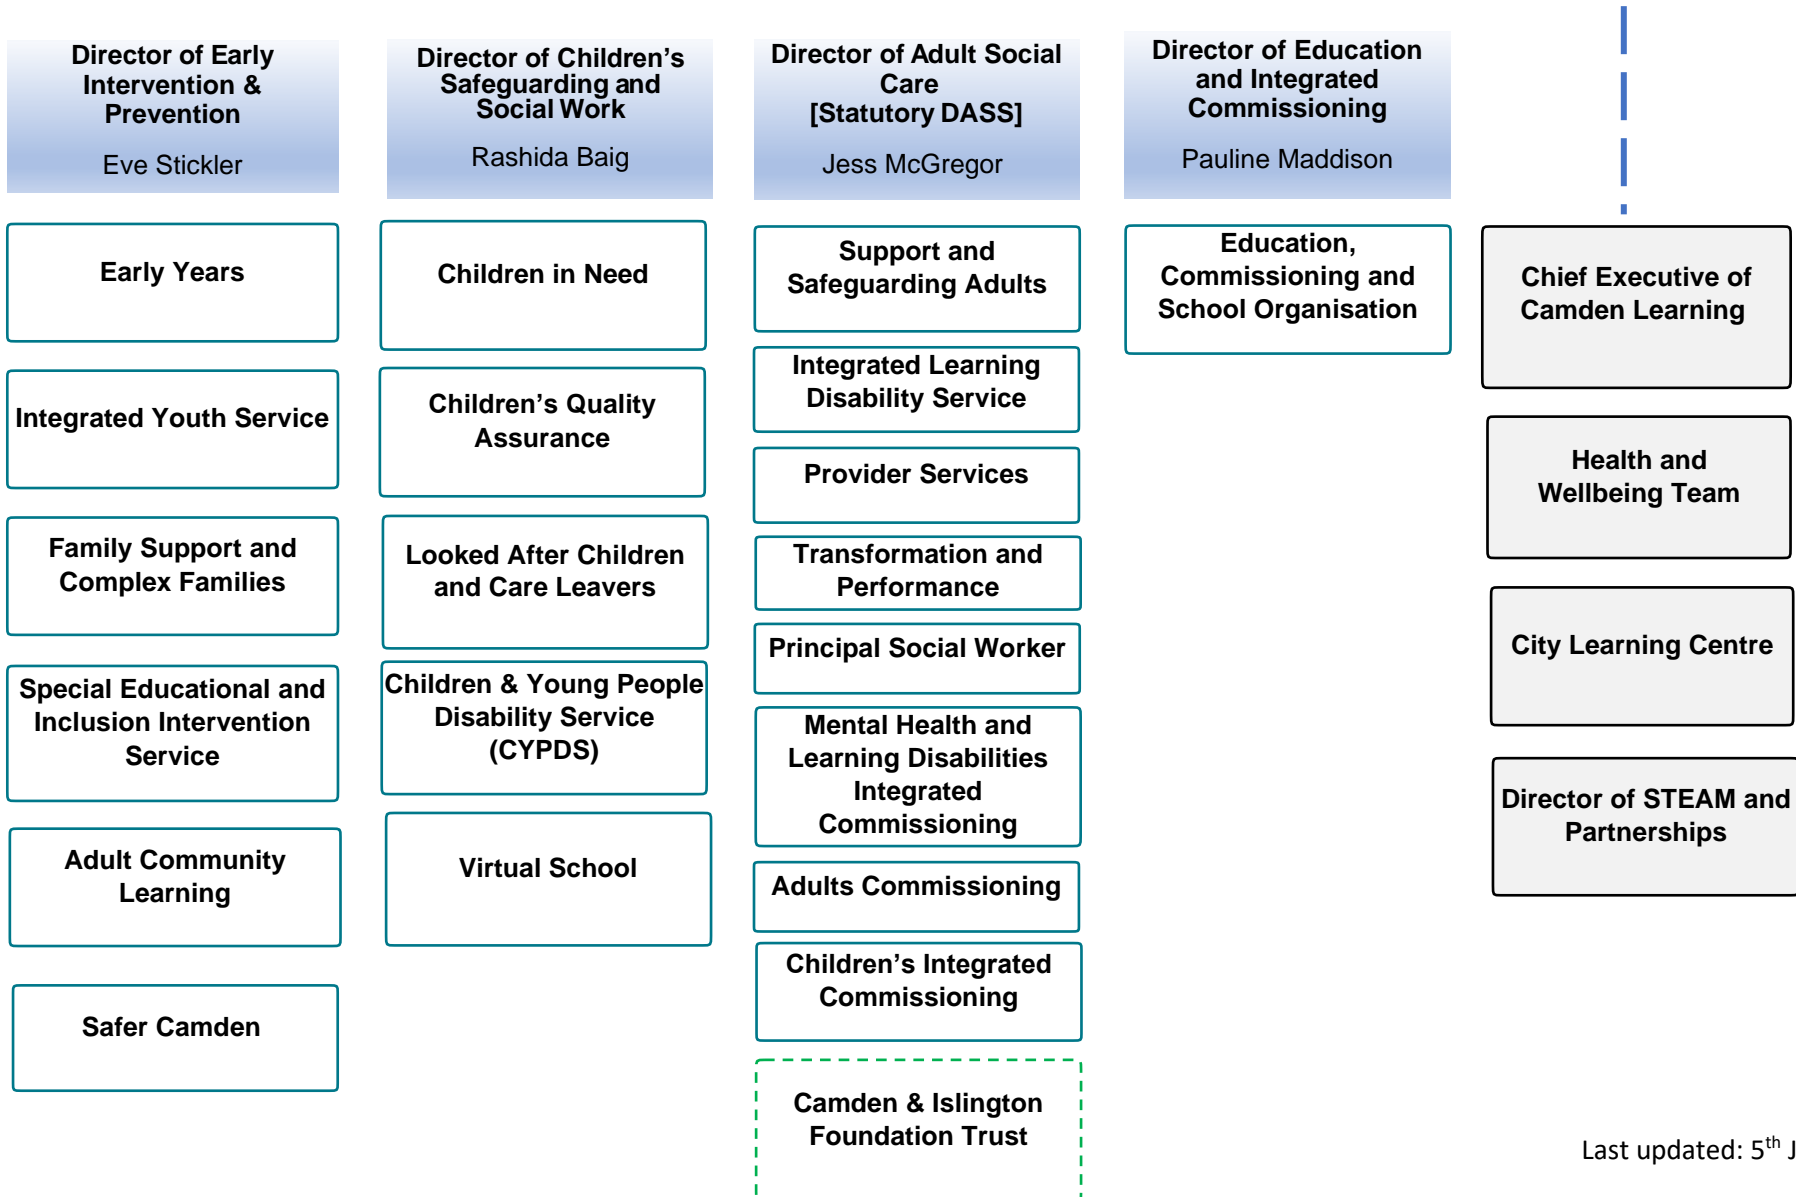 Director of Early
Intervention &
Prevention
Eve Stickler
Early Years
Integrated Youth Service
Family Support and
Complex Families
Special Educational and
Inclusion Intervention
Service
Adult Community
Learning
Safer Camden
Director of Children’s
Safeguarding and
Social Work
Rashida Baig
Children in Need
Children’s Quality
Assurance
Looked After Children
and Care Leavers
Children & Young People
Disability Service
(CYPDS)
Virtual School
Director of Adult Social
Care
[Statutory DASS]
Jess McGregor
Support and
Safeguarding Adults
Integrated Learning
Disability Service
Provider Services
Transformation and
Performance
Principal Social Worker
Mental Health and
Learning Disabilities
Integrated
Commissioning
Adults Commissioning
Children’s Integrated
Commissioning
Camden & Islington
Foundation Trust
Director of Education
and Integrated
Commissioning
Pauline Maddison
Education,
Commissioning and
School Organisation
Chief Executive of
Camden Learning
Health and
Wellbeing Team
City Learning Centre
Director of STEAM and
Partnerships
Last updated: 5th J